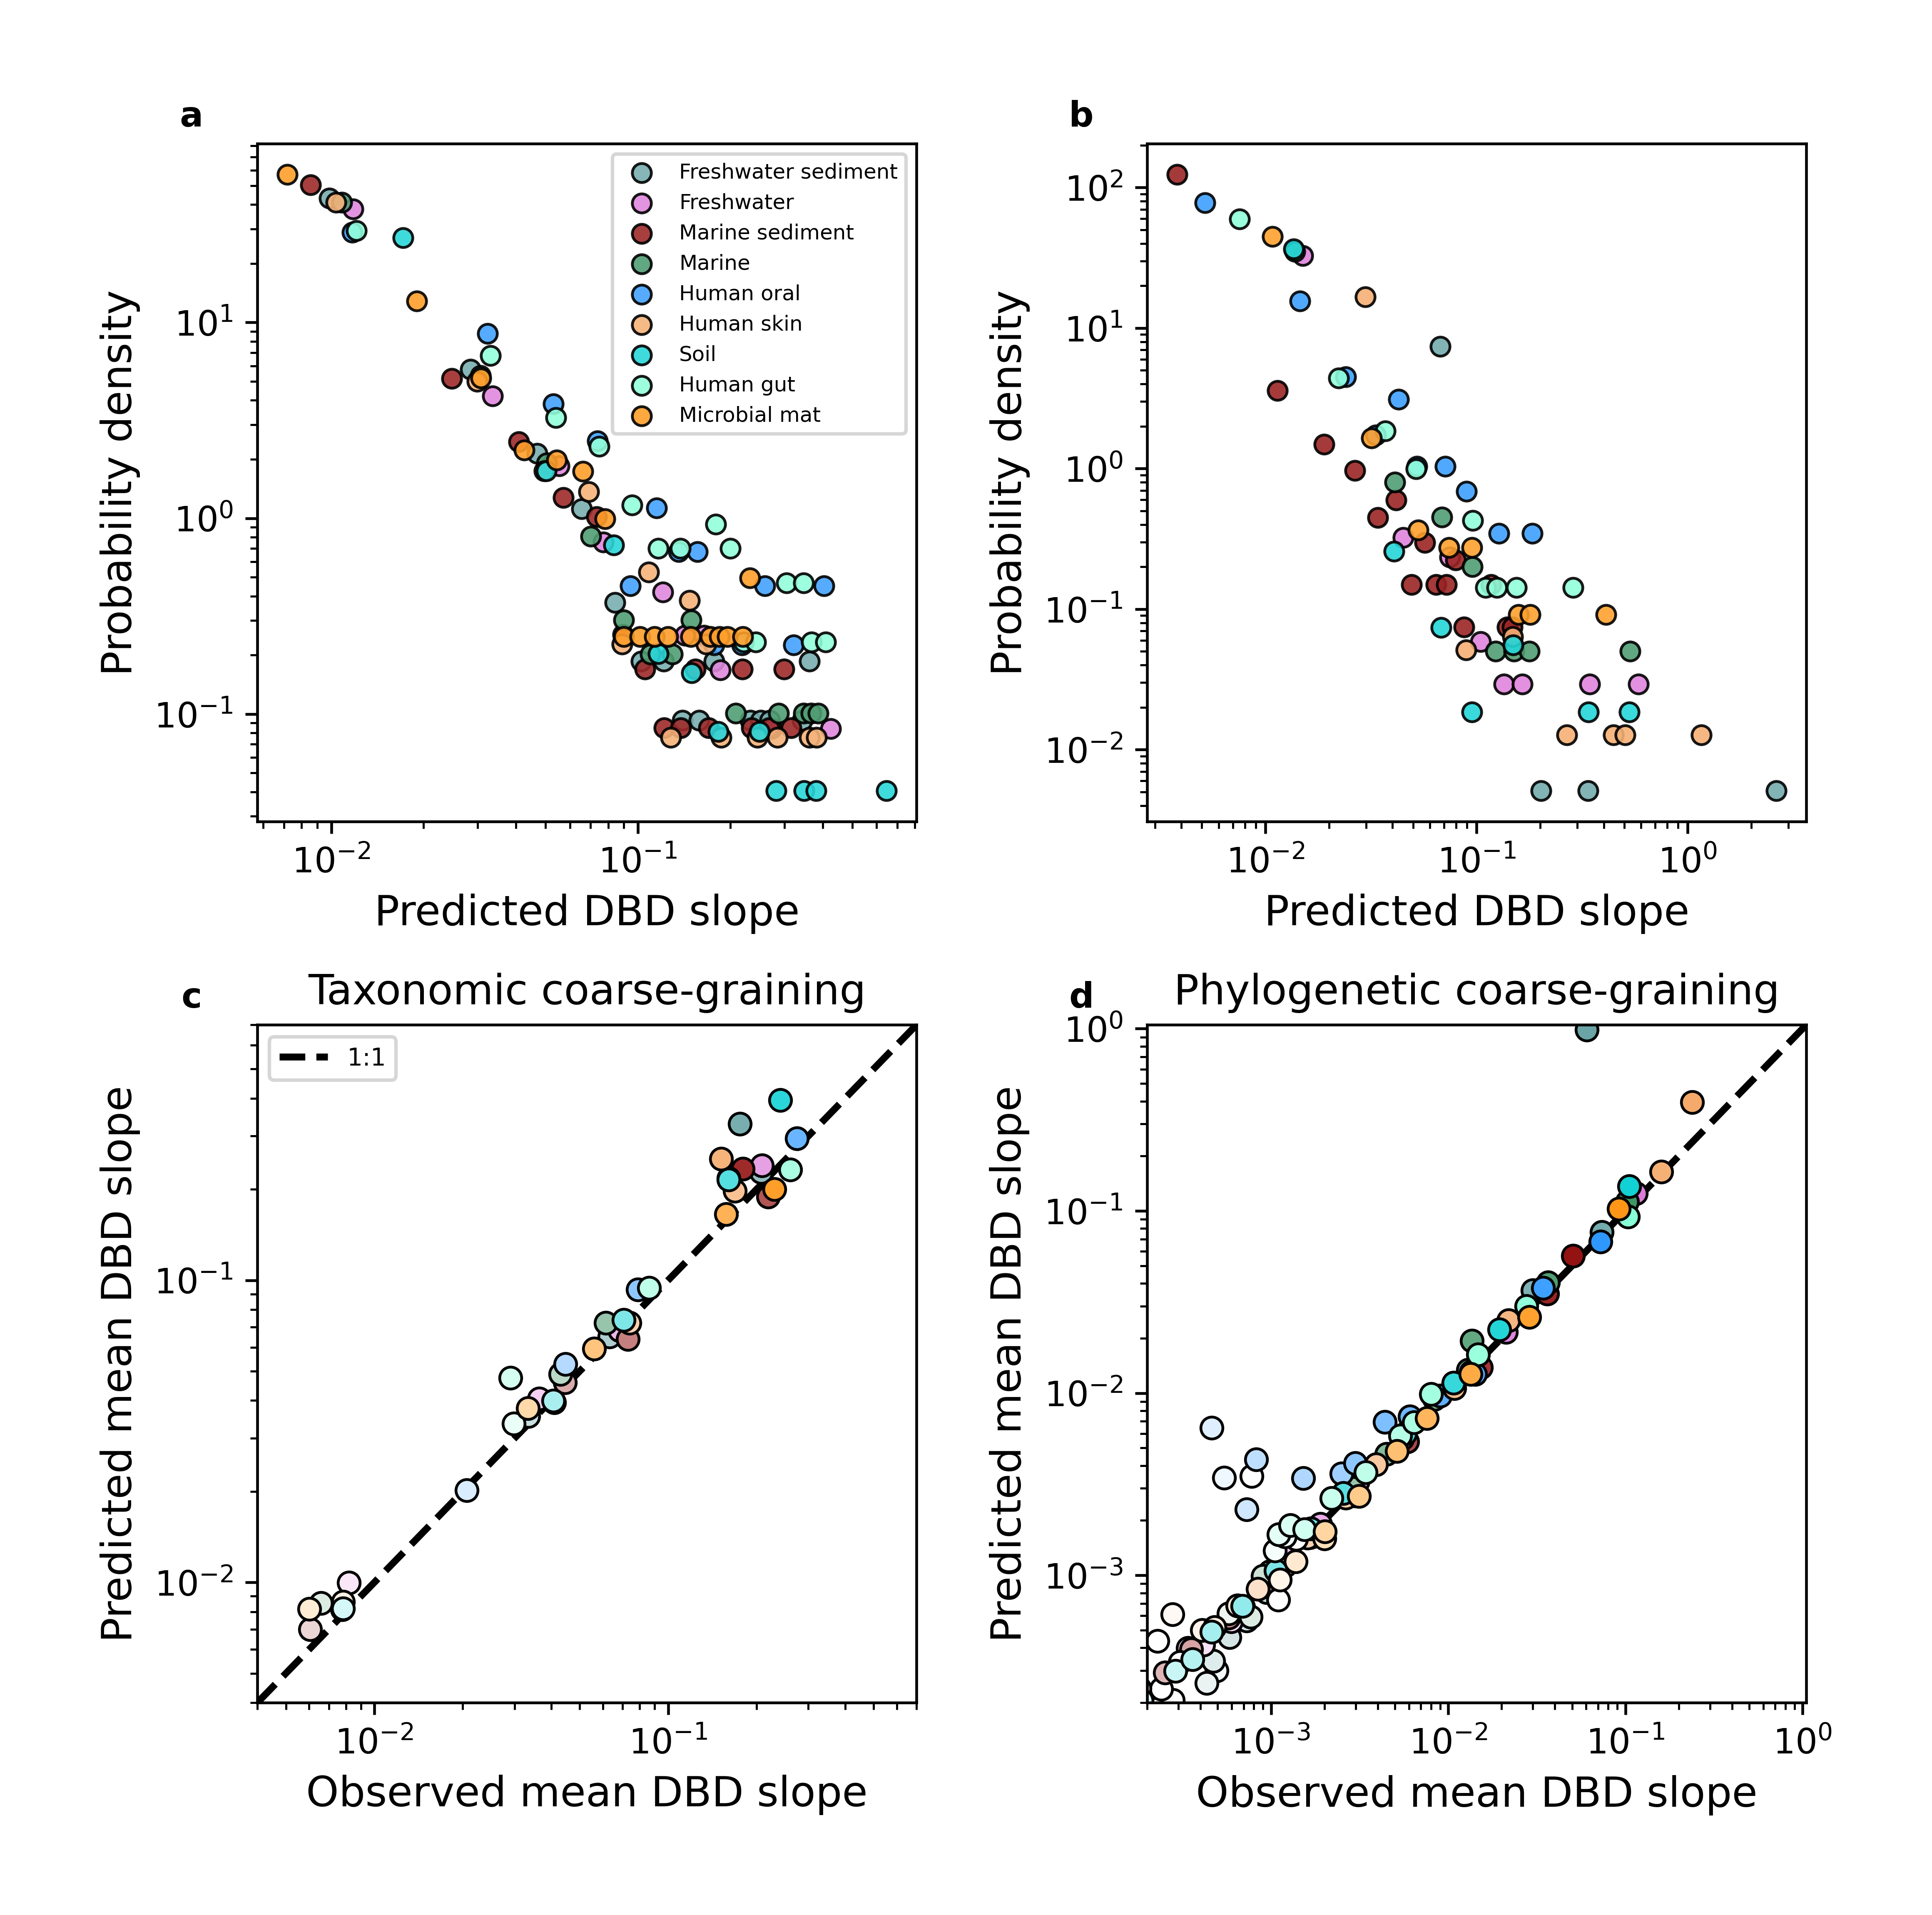 a
b
Probability density
10¹
10⁰
10⁻¹
Freshwater sediment
Freshwater
Marine sediment
Marine
Human oral
Human skin
Soil
Human gut
Microbial mat
10⁻²
10⁻¹
Predicted DBD slope
Probability density
10²
10¹
10⁰
10⁻¹
10⁻²
10⁻²
10⁻¹
10⁰
Predicted DBD slope
c
Taxonomic coarse-graining
Predicted mean DBD slope
10⁻¹
10⁻²
1:1
10⁻²
10⁻¹
Observed mean DBD slope
d
Phylogenetic coarse-graining
Predicted mean DBD slope
10⁰
10⁻¹
10⁻²
10⁻³
10⁻³
10⁻²
10⁻¹
10⁰
Observed mean DBD slope